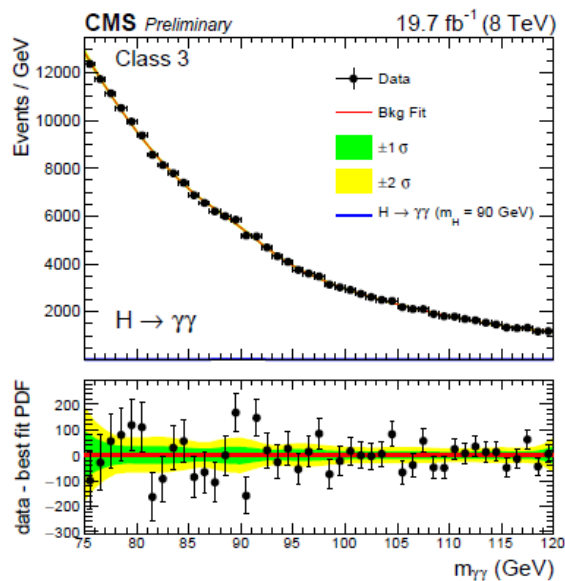 CMS Preliminary 19.7 fb⁻¹ (8 TeV)
Class 3
Data
Bkg Fit
±1 σ
±2 σ
H → γγ (m_H = 90 GeV)
H → γγ
Events / GeV
12000
10000
8000
6000
4000
2000
data - best fit PDF
200
100
0
−100
−200
−300
75 80 85 90 95 100 105 110 115 120
m_γγ (GeV)